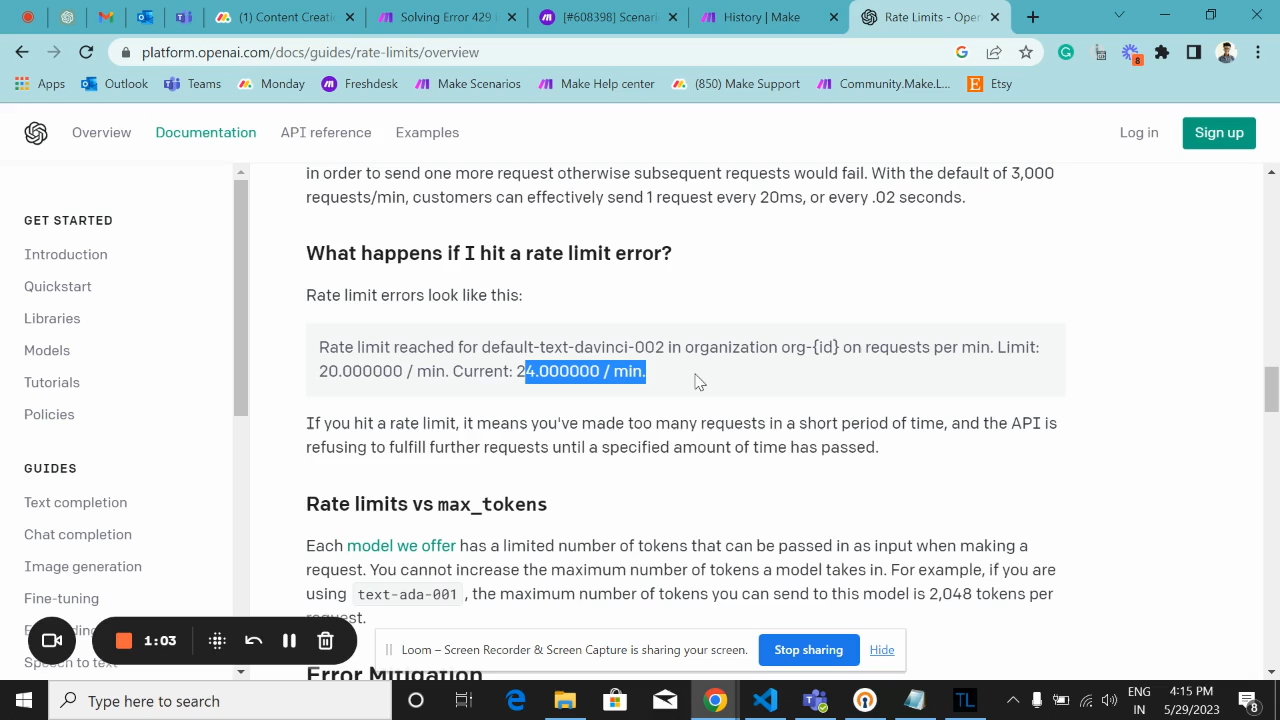 (1) Content Creati
Solving Error 429
[#608398] Scenari
History | Make
Rate Limits - Open
platform.openai.com/docs/guides/rate-limits/overview
8
Apps
Outlook
Teams
Monday
Freshdesk
Make Scenarios
Make Help center
(850) Make Support
Community.Make.L...
Etsy
Overview
Documentation
API reference
Examples
Log in
Sign up
GET STARTED
Introduction
Quickstart
Libraries
Models
Tutorials
Policies
GUIDES
Text completion
Chat completion
Image generation
Fine-tuning
Speech to text
in order to send one more request otherwise subsequent requests would fail. With the default of 3,000
requests/min, customers can effectively send 1 request every 20ms, or every .02 seconds.
What happens if I hit a rate limit error?
Rate limit errors look like this:
Rate limit reached for default-text-davinci-002 in organization org-{id} on requests per min. Limit:
20.000000 / min. Current: 24.000000 / min.
If you hit a rate limit, it means you've made too many requests in a short period of time, and the API is
refusing to fulfill further requests until a specified amount of time has passed.
Rate limits vs max_tokens
Each model we offer has a limited number of tokens that can be passed in as input when making a
request. You cannot increase the maximum number of tokens a model takes in. For example, if you are
using text-ada-001, the maximum number of tokens you can send to this model is 2,048 tokens per
request.
Error Mitigation
1:03
Loom – Screen Recorder & Screen Capture is sharing your screen.
Stop sharing
Hide
Type here to search
TL
ENG
IN
4:15 PM
5/29/2023
8